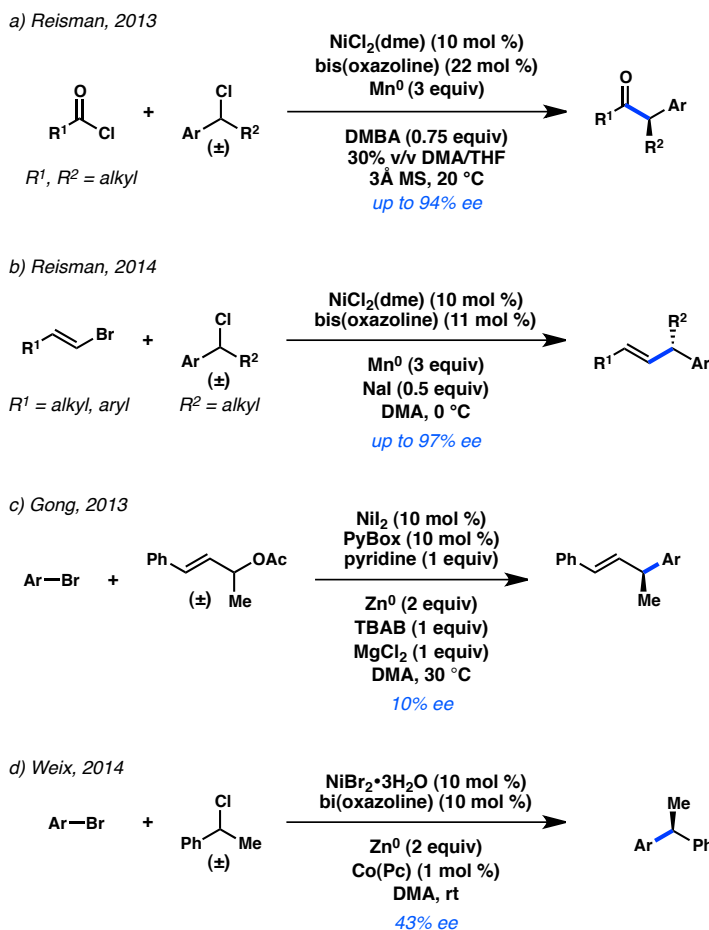 a) Reisman, 2013
NiCl2(dme) (10 mol %)
bis(oxazoline) (22 mol %)
Mn0 (3 equiv)
O
R1
Cl
+
Cl
Ar
R2
(±)
DMBA (0.75 equiv)
30% v/v DMA/THF
3Å MS, 20 °C
up to 94% ee
O
R1
Ar
R2
R1, R2 = alkyl
b) Reisman, 2014
NiCl2(dme) (10 mol %)
bis(oxazoline) (11 mol %)
R1
Br
+
Cl
Ar
R2
(±)
Mn0 (3 equiv)
NaI (0.5 equiv)
DMA, 0 °C
up to 97% ee
R2
R1
Ar
R1 = alkyl, aryl
R2 = alkyl
c) Gong, 2013
NiI2 (10 mol %)
PyBox (10 mol %)
pyridine (1 equiv)
Ar
Br
+
Ph
OAc
(±)
Me
Zn0 (2 equiv)
TBAB (1 equiv)
MgCl2 (1 equiv)
DMA, 30 °C
10% ee
Ph
Ar
Me
d) Weix, 2014
NiBr2•3H2O (10 mol %)
bi(oxazoline) (10 mol %)
Ar
Br
+
Cl
Ph
Me
(±)
Zn0 (2 equiv)
Co(Pc) (1 mol %)
DMA, rt
43% ee
Me
Ar
Ph